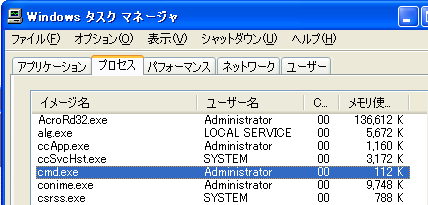 Windows タスク マネージャ
ファイル(F) オプション(O) 表示(V) シャットダウン(U) ヘルプ(H)
アプリケーション プロセス パフォーマンス ネットワーク ユーザー
イメージ名 ユーザー名 C... メモリ使...
AcroRd32.exe Administrator 00 136,612 K
alg.exe LOCAL SERVICE 00 5,672 K
ccApp.exe Administrator 00 1,160 K
ccSvcHst.exe SYSTEM 00 3,172 K
cmd.exe Administrator 00 112 K
conime.exe Administrator 00 9,748 K
csrss.exe SYSTEM 00 788 K